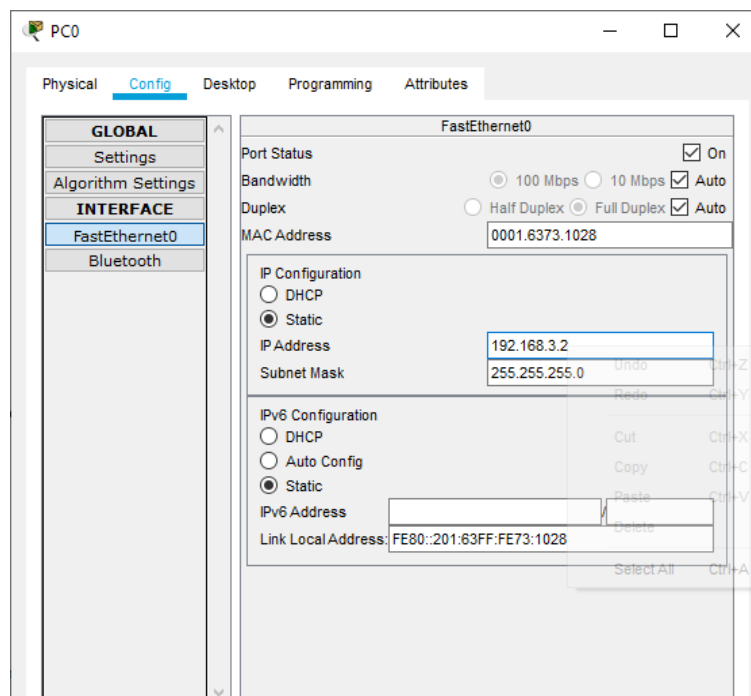 PC0
Physical Config Desktop Programming Attributes
GLOBAL
Settings
Algorithm Settings
INTERFACE
FastEthernet0
Bluetooth
FastEthernet0
Port Status On
Bandwidth 100 Mbps 10 Mbps Auto
Duplex Half Duplex Full Duplex Auto
MAC Address 0001.6373.1028
IP Configuration
DHCP
Static
IP Address 192.168.3.2
Subnet Mask 255.255.255.0
IPv6 Configuration
DHCP
Auto Config
Static
IPv6 Address /
Link Local Address: FE80::201:63FF:FE73:1028
Undo Ctrl+Z
Redo Ctrl+Y
Cut Ctrl+X
Copy Ctrl+C
Paste Ctrl+V
Delete
Select All Ctrl+A